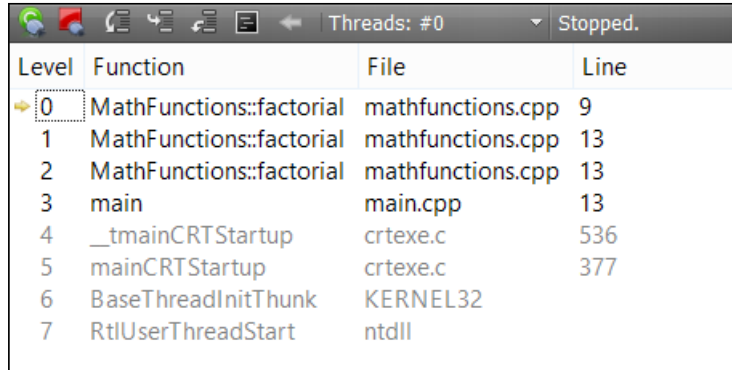 Threads: #0 Stopped.
Level Function File Line
0 MathFunctions::factorial mathfunctions.cpp 9
1 MathFunctions::factorial mathfunctions.cpp 13
2 MathFunctions::factorial mathfunctions.cpp 13
3 main main.cpp 13
4 __tmainCRTStartup crtexe.c 536
5 mainCRTStartup crtexe.c 377
6 BaseThreadInitThunk KERNEL32
7 RtlUserThreadStart ntdll